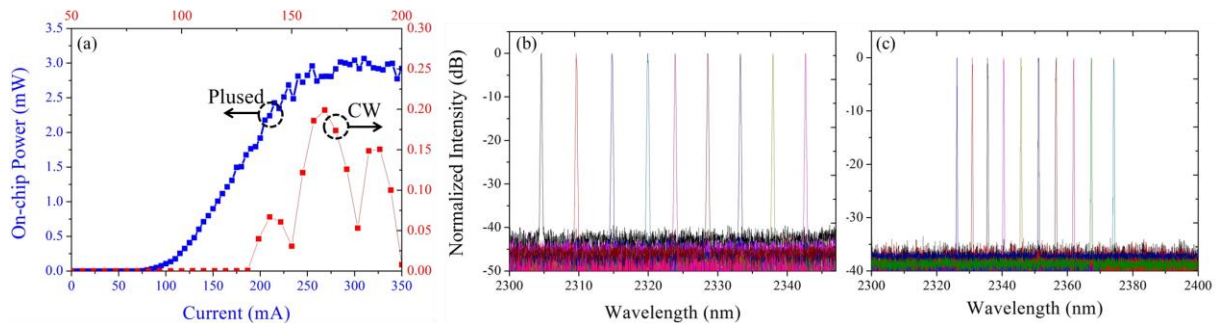 50 100 150 200
(a)
3.5 0.30
3.0 0.25
2.5 0.20
2.0 0.15
1.5 0.10
1.0 0.05
0.5 0.00
0.0
On-chip Power (mW)
Plused
CW
0 50 100 150 200 250 300 350
Current (mA)
(b)
Normalized Intensity (dB)
0
-10
-20
-30
-40
-50
2300 2310 2320 2330 2340
Wavelength (nm)
(c)
0
-10
-20
-30
-40
2300 2320 2340 2360 2380 2400
Wavelength (nm)